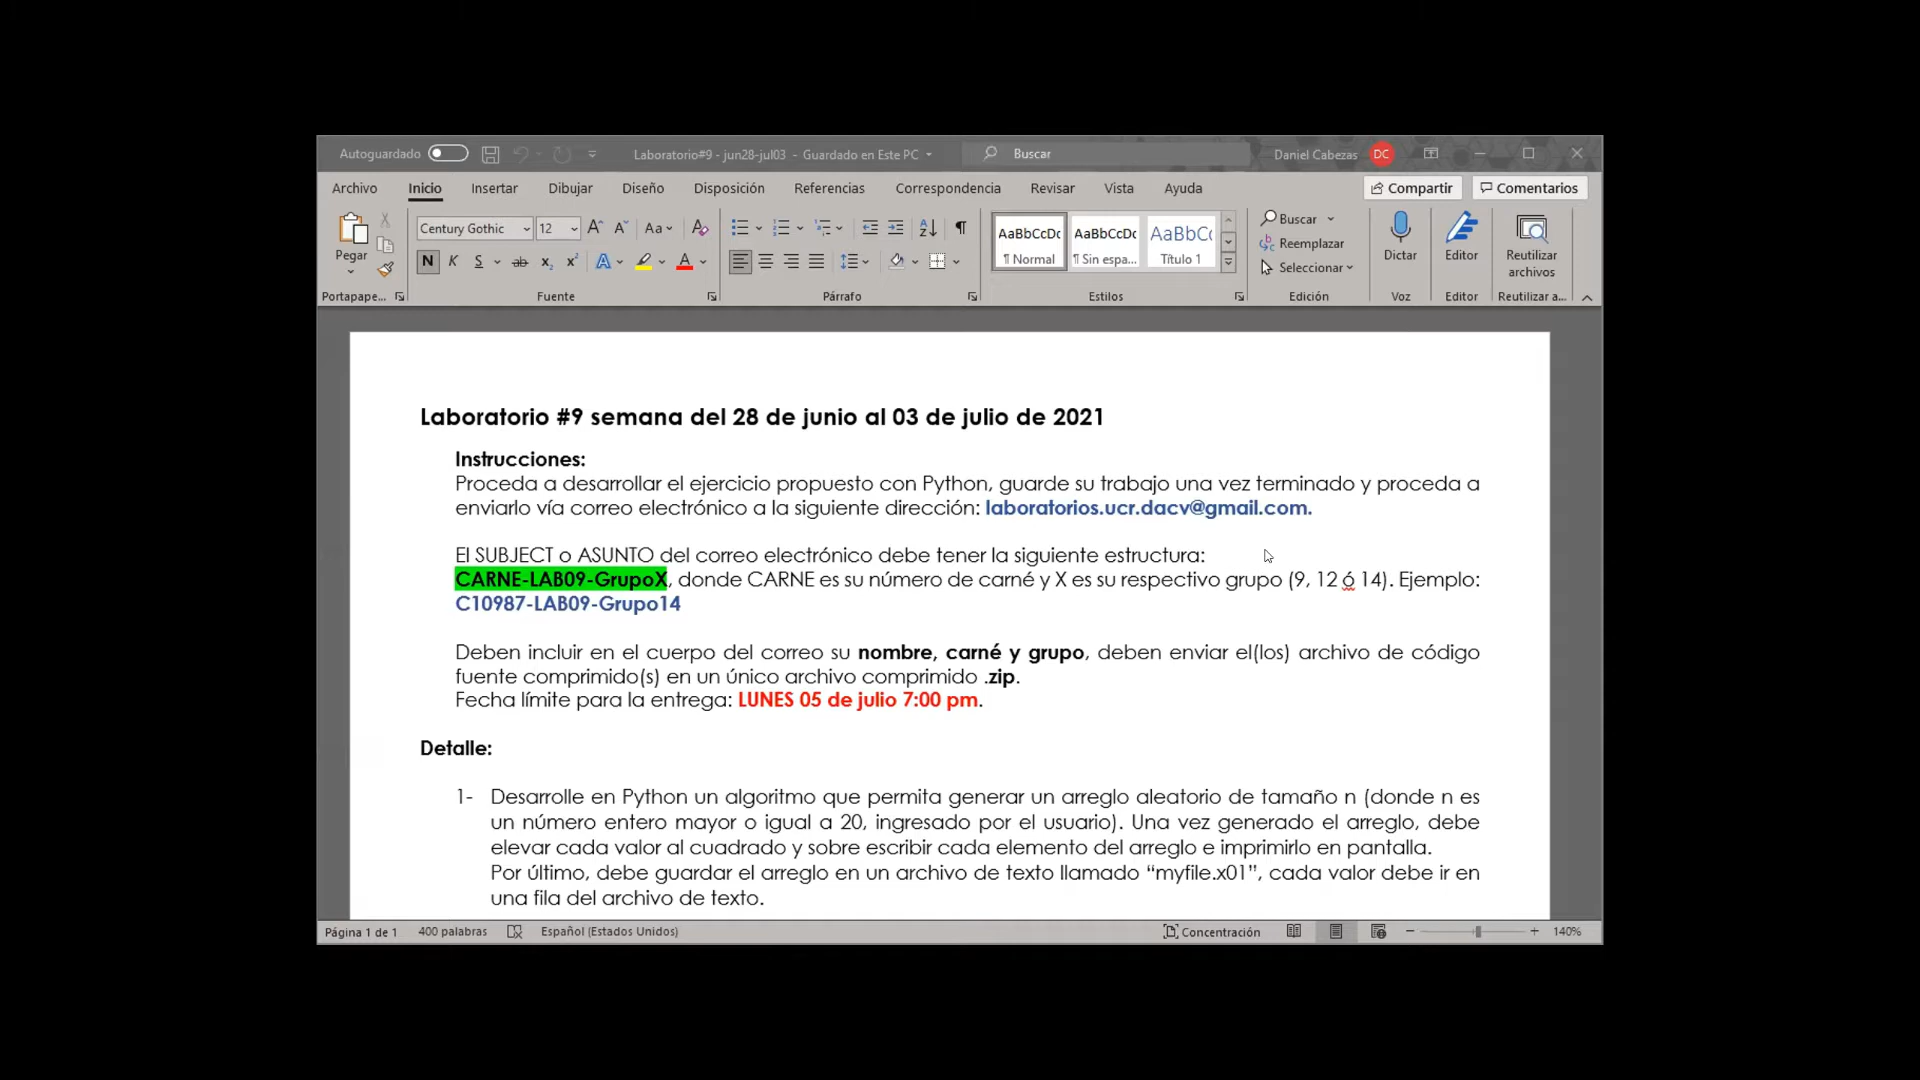 Autoguardado
Laboratorio#9 - jun28-jul03 - Guardado en Este PC
Buscar
Daniel Cabezas DC
Archivo Inicio Insertar Dibujar Diseño Disposición Referencias Correspondencia Revisar Vista Ayuda Compartir Comentarios
Pegar
Century Gothic 12 Aa
N K S ab x₂ x² A A
AaBbCcDc AaBbCcDc AaBbC
¶ Normal ¶ Sin espa... Título 1
Buscar
Reemplazar
Seleccionar
Dictar
Editor
Reutilizar
archivos
Portapape... Fuente Párrafo Estilos Edición Voz Editor Reutilizar a...
Laboratorio #9 semana del 28 de junio al 03 de julio de 2021
Instrucciones:
Proceda a desarrollar el ejercicio propuesto con Python, guarde su trabajo una vez terminado y proceda a
enviarlo vía correo electrónico a la siguiente dirección: laboratorios.ucr.dacv@gmail.com.
El SUBJECT o ASUNTO del correo electrónico debe tener la siguiente estructura:
CARNE-LAB09-GrupoX, donde CARNE es su número de carné y X es su respectivo grupo (9, 12 ó 14). Ejemplo:
C10987-LAB09-Grupo14
Deben incluir en el cuerpo del correo su nombre, carné y grupo, deben enviar el(los) archivo de código
fuente comprimido(s) en un único archivo comprimido .zip.
Fecha límite para la entrega: LUNES 05 de julio 7:00 pm.
Detalle:
1- Desarrolle en Python un algoritmo que permita generar un arreglo aleatorio de tamaño n (donde n es
un número entero mayor o igual a 20, ingresado por el usuario). Una vez generado el arreglo, debe
elevar cada valor al cuadrado y sobre escribir cada elemento del arreglo e imprimirlo en pantalla.
Por último, debe guardar el arreglo en un archivo de texto llamado “myfile.x01”, cada valor debe ir en
una fila del archivo de texto.
Página 1 de 1 400 palabras Español (Estados Unidos) Concentración 140%